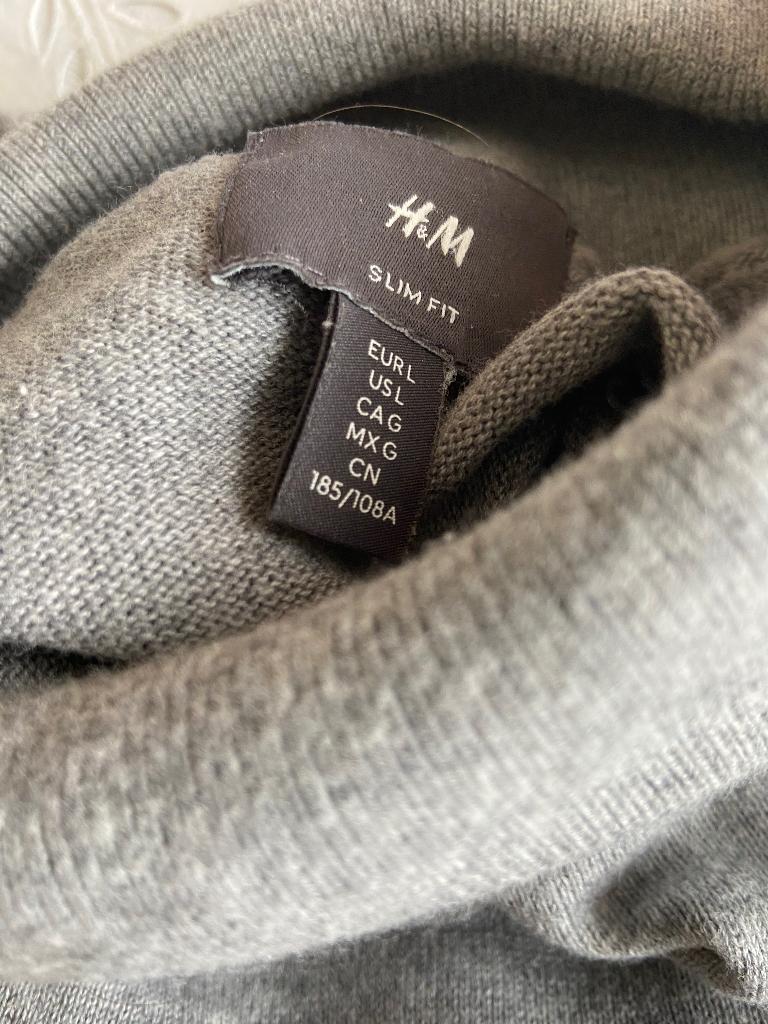 H&M
SLIM FIT
EUR L
US L
CA G
MX G
CN
185/108A